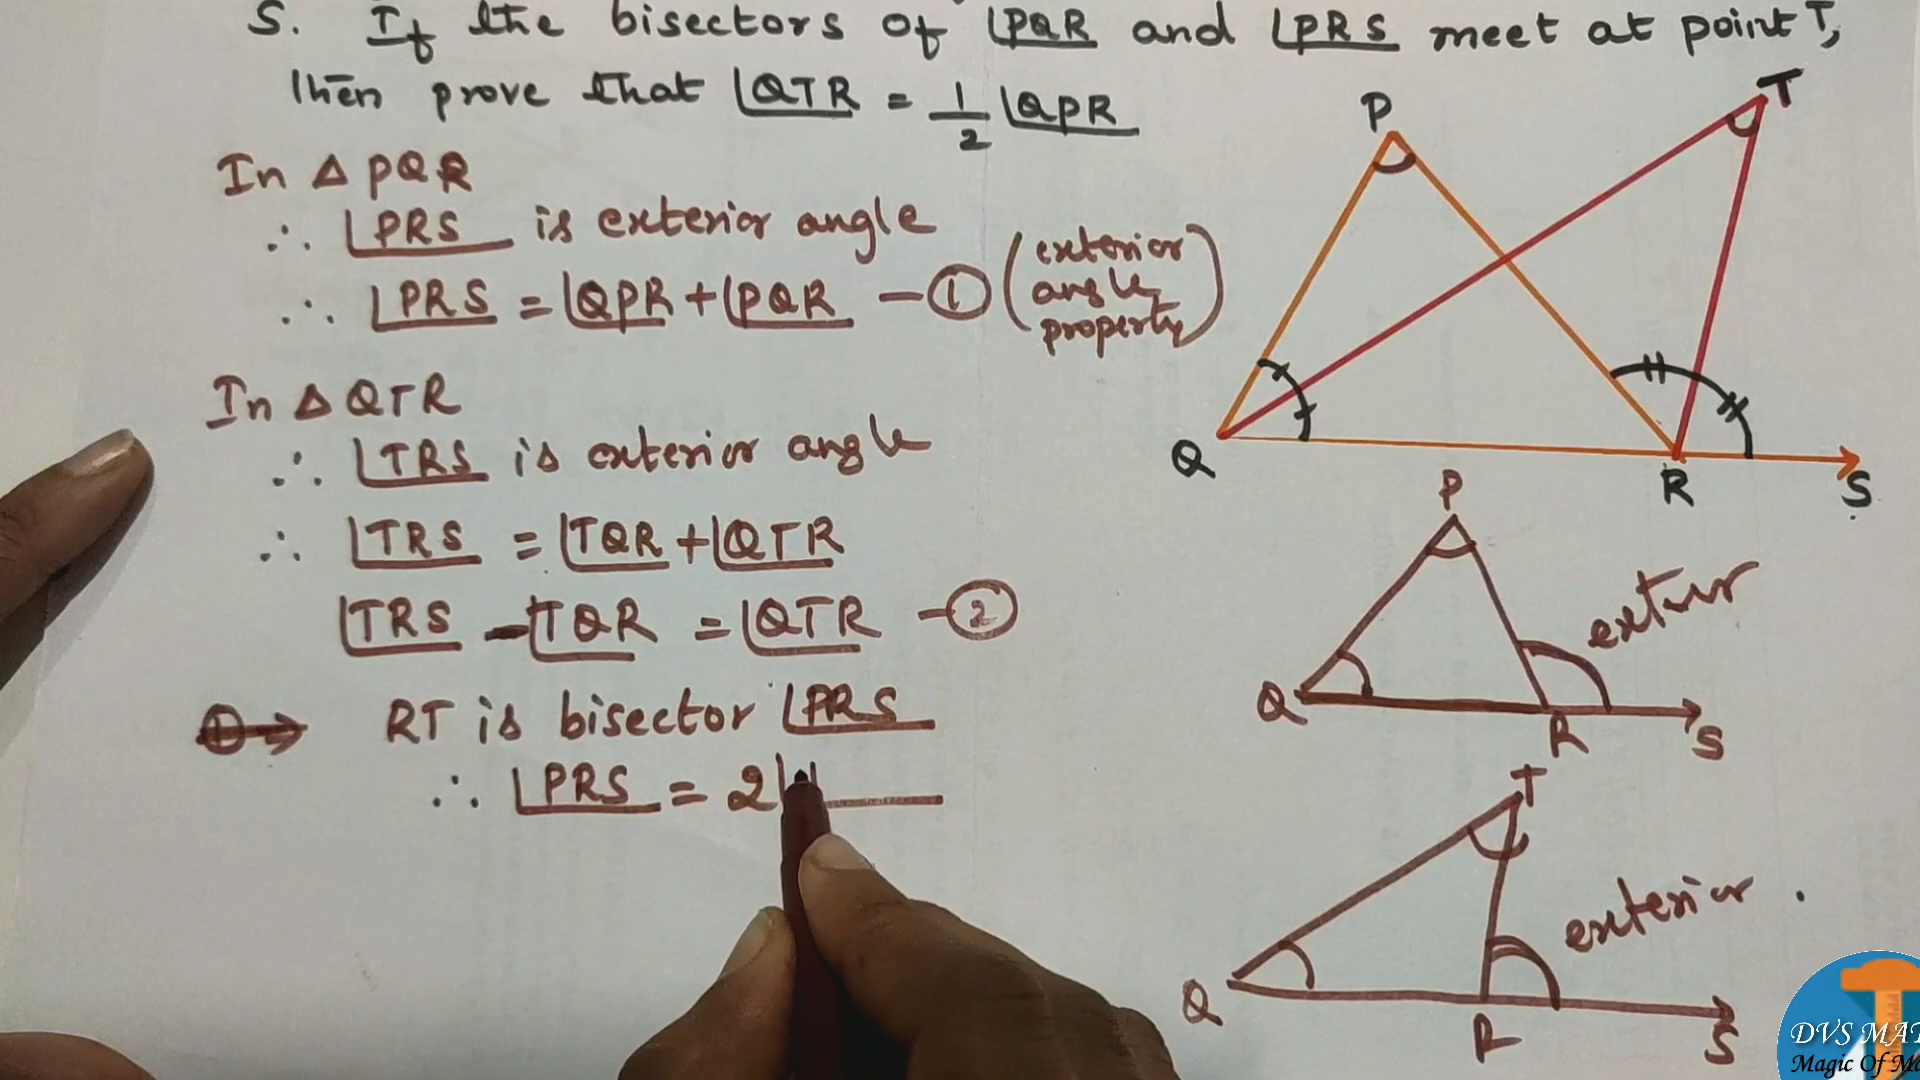 5. If the bisectors of ∠PQR and ∠PRS meet at point T,
then prove that ∠QTR = 1/2 ∠QPR
In △ PQR
∴ ∠PRS is exterior angle
∴ ∠PRS = ∠QPR + ∠PQR — ① (exterior angle property)
In △ QTR
∴ ∠TRS is exterior angle
∴ ∠TRS = ∠TQR + ∠QTR
∠TRS - ∠TQR = ∠QTR — ②
①→ RT is bisector ∠PRS
∴ ∠PRS = 2∠
P
T
Q
R
S
P
Q
R
S
T
Q
R
S
exterior.
DVS MA
Magic Of M